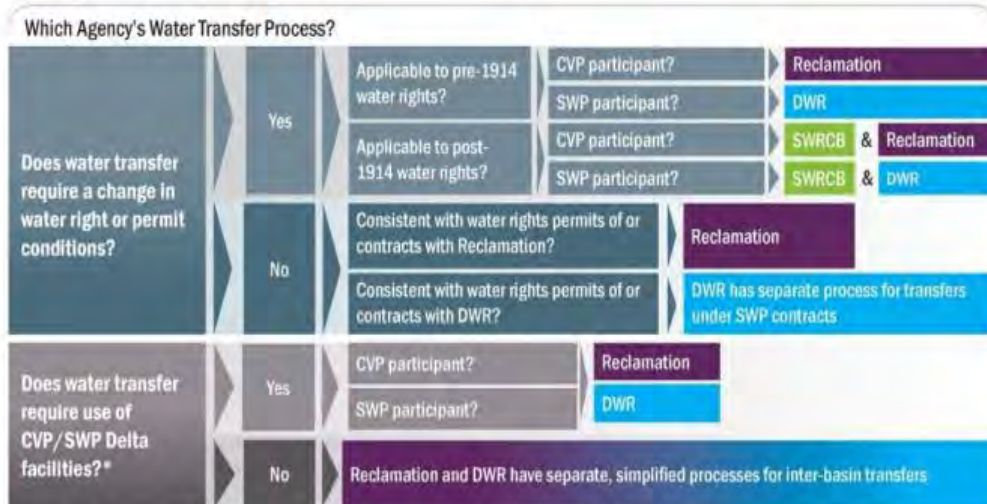 Which Agency's Water Transfer Process?
Does water transfer
require a change in
water right or permit
conditions?
Yes
Applicable to pre-1914
water rights?
CVP participant?
Reclamation
SWP participant?
DWR
Applicable to post-
1914 water rights?
CVP participant?
SWRCB & Reclamation
SWP participant?
SWRCB & DWR
No
Consistent with water rights permits of or
contracts with Reclamation?
Reclamation
Consistent with water rights permits of or
contracts with DWR?
DWR has separate process for transfers
under SWP contracts
Does water transfer
require use of
CVP/SWP Delta
facilities?*
Yes
CVP participant?
Reclamation
SWP participant?
DWR
No
Reclamation and DWR have separate, simplified processes for inter-basin transfers